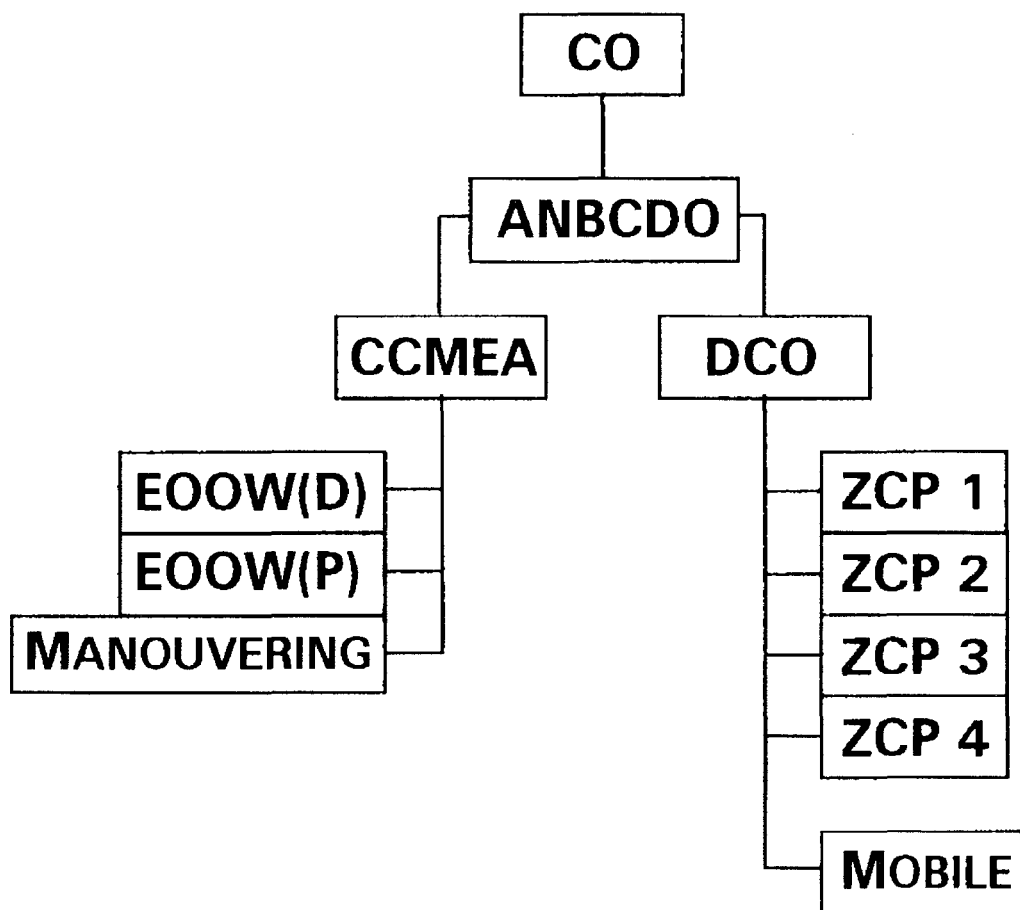 CO
ANBCDO
CCMEA
DCO
EOOW(D)
EOOW(P)
MANOUVERING
ZCP 1
ZCP 2
ZCP 3
ZCP 4
MOBILE